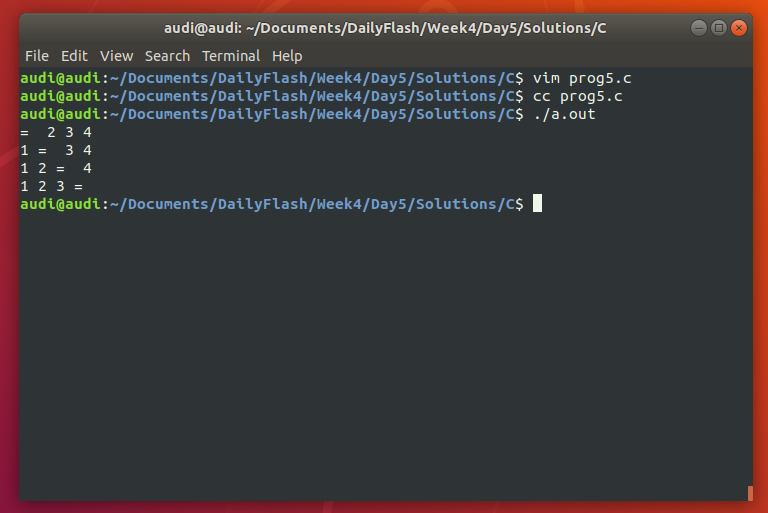 audi@audi: ~/Documents/DailyFlash/Week4/Day5/Solutions/C
File Edit View Search Terminal Help
audi@audi:~/Documents/DailyFlash/Week4/Day5/Solutions/C$ vim prog5.c
audi@audi:~/Documents/DailyFlash/Week4/Day5/Solutions/C$ cc prog5.c
audi@audi:~/Documents/DailyFlash/Week4/Day5/Solutions/C$ ./a.out
=  2 3 4
1 =  3 4
1 2 =  4
1 2 3 =
audi@audi:~/Documents/DailyFlash/Week4/Day5/Solutions/C$